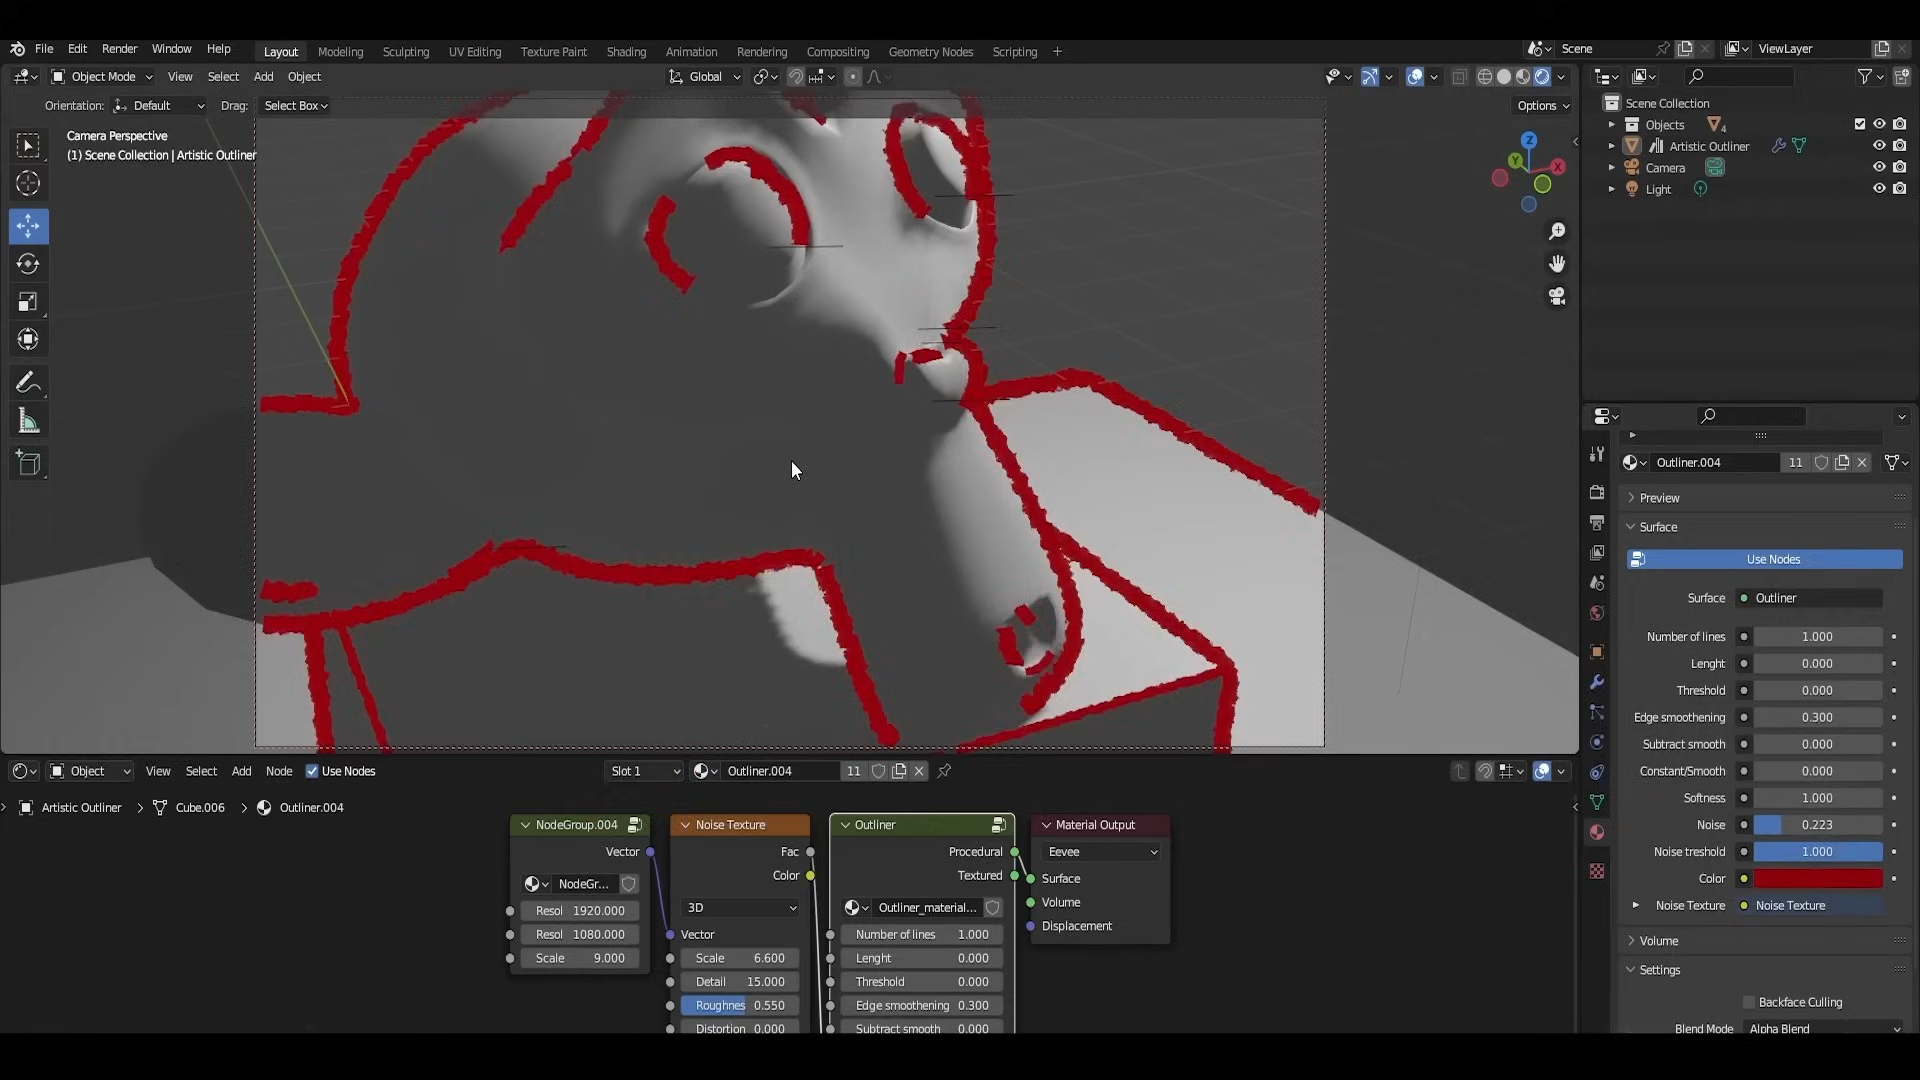 File Edit Render Window Help Layout Modeling Sculpting UV Editing Texture Paint Shading Animation Rendering Compositing Geometry Nodes Scripting + Scene ViewLayer
Object Mode View Select Add Object Global
Orientation: Default Drag: Select Box Options
Camera Perspective
(1) Scene Collection | Artistic Outliner
Z
Y
X
Scene Collection
Objects 4
Artistic Outliner
Camera
Light
Outliner.004 11
Preview
Surface
Use Nodes
Surface Outliner
Number of lines 1.000
Lenght 0.000
Threshold 0.000
Edge smoothening 0.300
Subtract smooth 0.000
Constant/Smooth 0.000
Softness 1.000
Noise 0.223
Noise treshold 1.000
Color
Noise Texture Noise Texture
Volume
Settings
Backface Culling
Blend Mode Alpha Blend
Object View Select Add Node Use Nodes Slot 1 Outliner.004 11
Artistic Outliner > Cube.006 > Outliner.004
NodeGroup.004
Vector
NodeGr...
Resol 1920.000
Resol 1080.000
Scale 9.000
Noise Texture
Fac
Color
3D
Vector
Scale 6.600
Detail 15.000
Roughnes 0.550
Distortion 0.000
Outliner
Procedural
Textured
Outliner_material...
Number of lines 1.000
Lenght 0.000
Threshold 0.000
Edge smoothening 0.300
Subtract smooth 0.000
Material Output
Eevee
Surface
Volume
Displacement